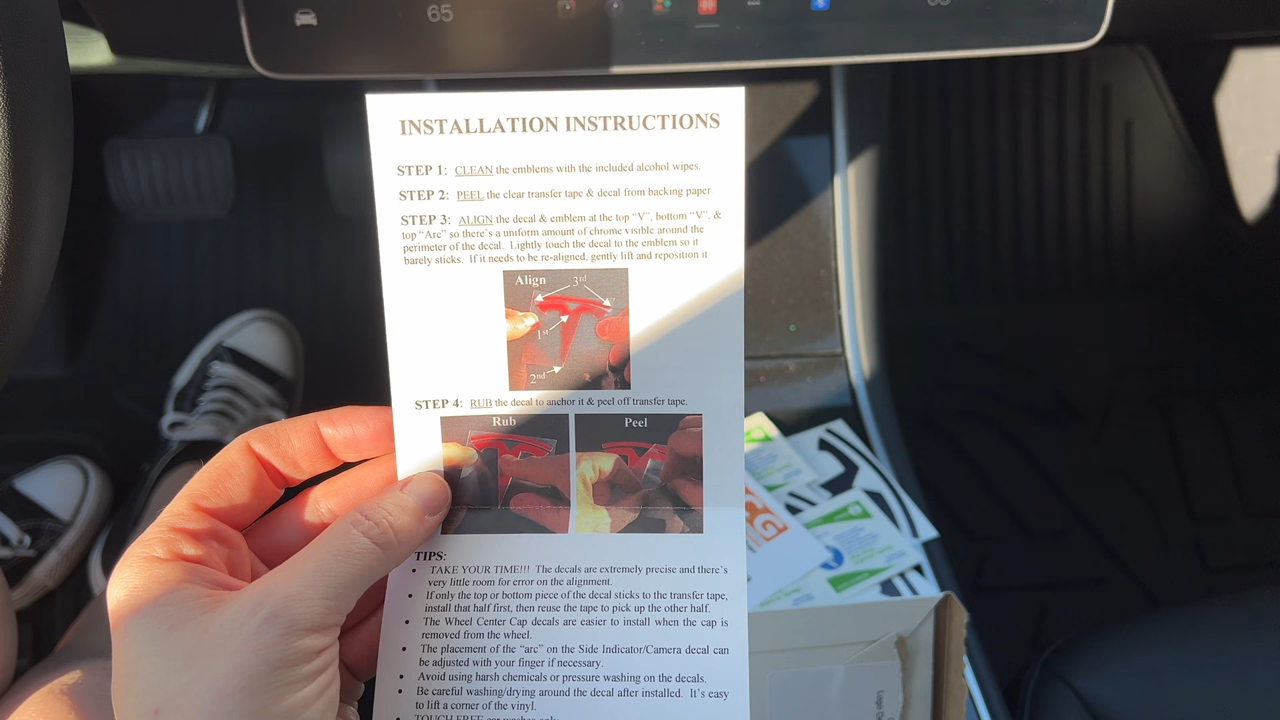 65
INSTALLATION INSTRUCTIONS
STEP 1: CLEAN the emblems with the included alcohol wipes.
STEP 2: PEEL the clear transfer tape & decal from backing paper
STEP 3: ALIGN the decal & emblem at the top “V”, bottom “V”, &
top “Arc” so there’s a uniform amount of chrome visible around the
perimeter of the decal. Lightly touch the decal to the emblem so it
barely sticks. If it needs to be re-aligned, gently lift and reposition it
Align
3rd
1st
2nd
STEP 4: RUB the decal to anchor it & peel off transfer tape.
Rub
Peel
CG
TIPS:
• TAKE YOUR TIME!!! The decals are extremely precise and there’s
very little room for error on the alignment.
• If only the top or bottom piece of the decal sticks to the transfer tape,
install that half first, then reuse the tape to pick up the other half.
• The Wheel Center Cap decals are easier to install when the cap is
removed from the wheel.
• The placement of the “arc” on the Side Indicator/Camera decal can
be adjusted with your finger if necessary.
• Avoid using harsh chemicals or pressure washing on the decals.
• Be careful washing/drying around the decal after installed. It’s easy
to lift a corner of the vinyl.
• TOUCH FREE car washes only